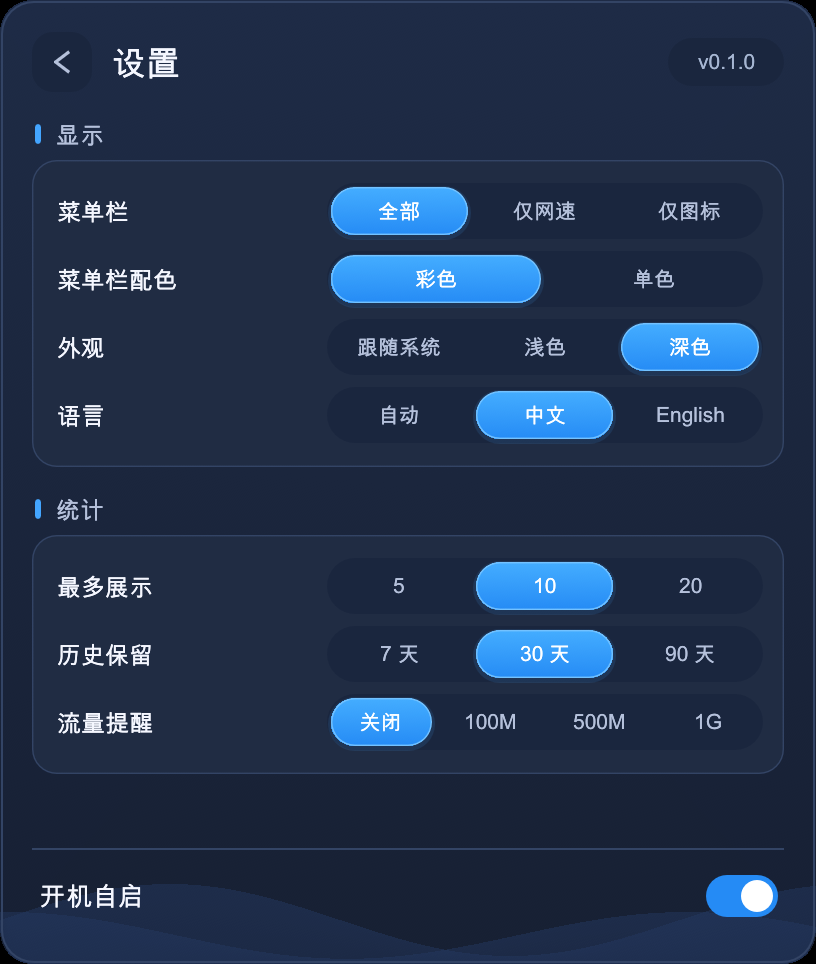 设置 v0.1.0
显示
菜单栏 全部 仅网速 仅图标
菜单栏配色 彩色 单色
外观 跟随系统 浅色 深色
语言 自动 中文 English
统计
最多展示 5 10 20
历史保留 7 天 30 天 90 天
流量提醒 关闭 100M 500M 1G
开机自启